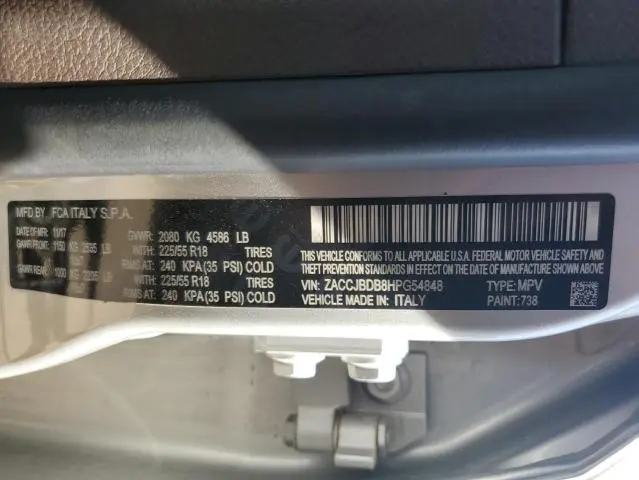 MFD BY: FCA ITALY S.P.A.
DATE OF MFR: 11/17 GVWR: 2080 KG 4586 LB
GAWR FRONT: 1150 KG 2535 LB WITH: 225/55 R18 TIRES
RIMS AT: 240 KPA(35 PSI) COLD
GAWR REAR: 1000 KG 2205 LB WITH: 225/55 R18 TIRES
RIMS AT: 240 KPA(35 PSI) COLD
THIS VEHICLE CONFORMS TO ALL APPLICABLE U.S.A. FEDERAL MOTOR VEHICLE SAFETY
AND THEFT PREVENTION STANDARDS IN EFFECT ON THE DATE OF MANUFACTURE SHOWN ABOVE.
VIN: ZACCJBDB8HPG54848 TYPE: MPV
VEHICLE MADE IN: ITALY PAINT: 738